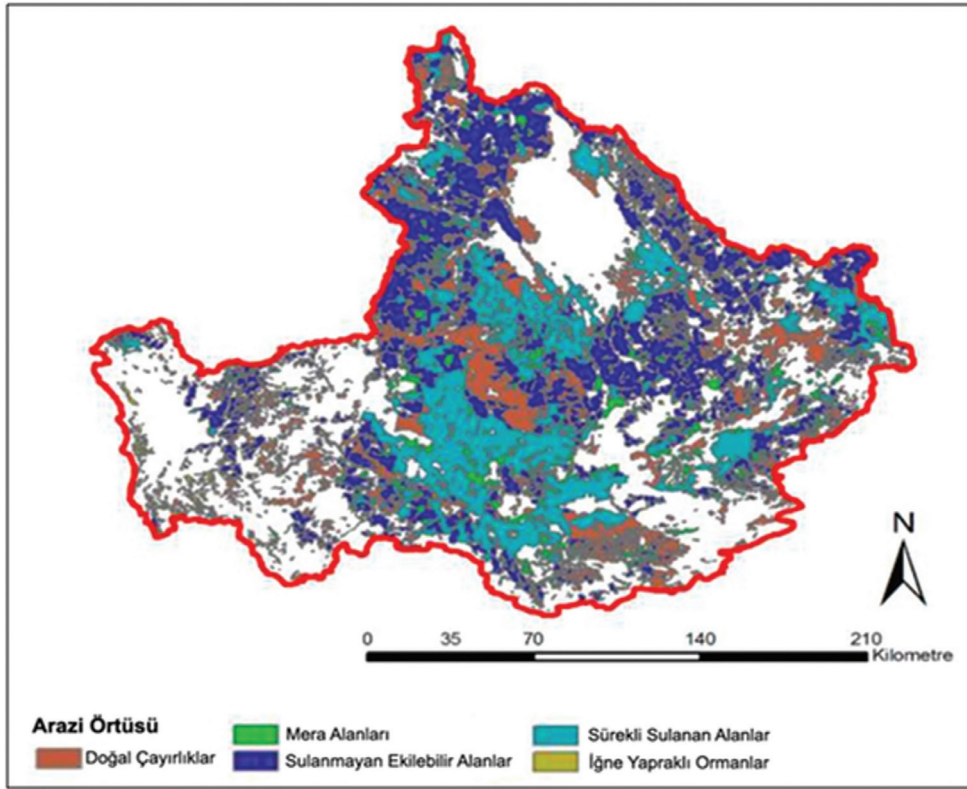 N
0 35 70 140 210
Kilometre
Arazi Örtüsü
Doğal Çayırlıklar
Mera Alanları
Sulanmayan Ekilebilir Alanlar
Sürekli Sulanan Alanlar
İğne Yapraklı Ormanlar